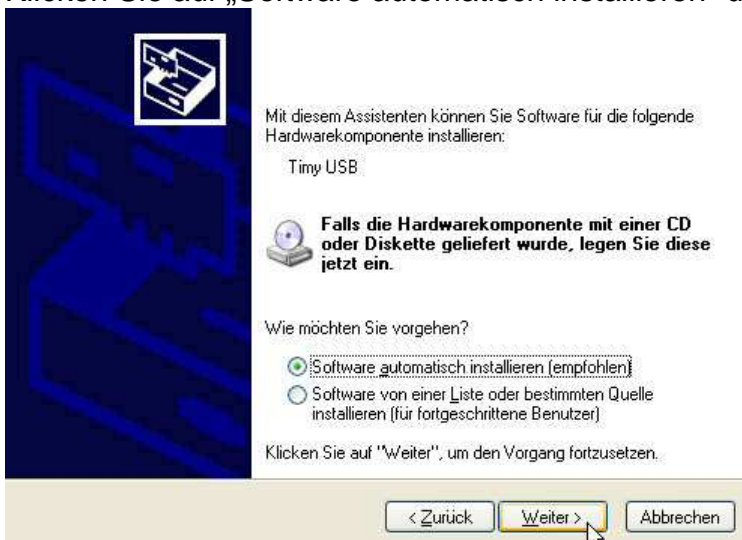 Klicken Sie auf „Software automatisch installieren“
Mit diesem Assistenten können Sie Software für die folgende
Hardwarekomponente installieren:
Timy USB
Falls die Hardwarekomponente mit einer CD
oder Diskette geliefert wurde, legen Sie diese
jetzt ein.
Wie möchten Sie vorgehen?
Software automatisch installieren (empfohlen)
Software von einer Liste oder bestimmten Quelle
installieren (für fortgeschrittene Benutzer)
Klicken Sie auf "Weiter", um den Vorgang fortzusetzen.
< Zurück
Weiter >
Abbrechen